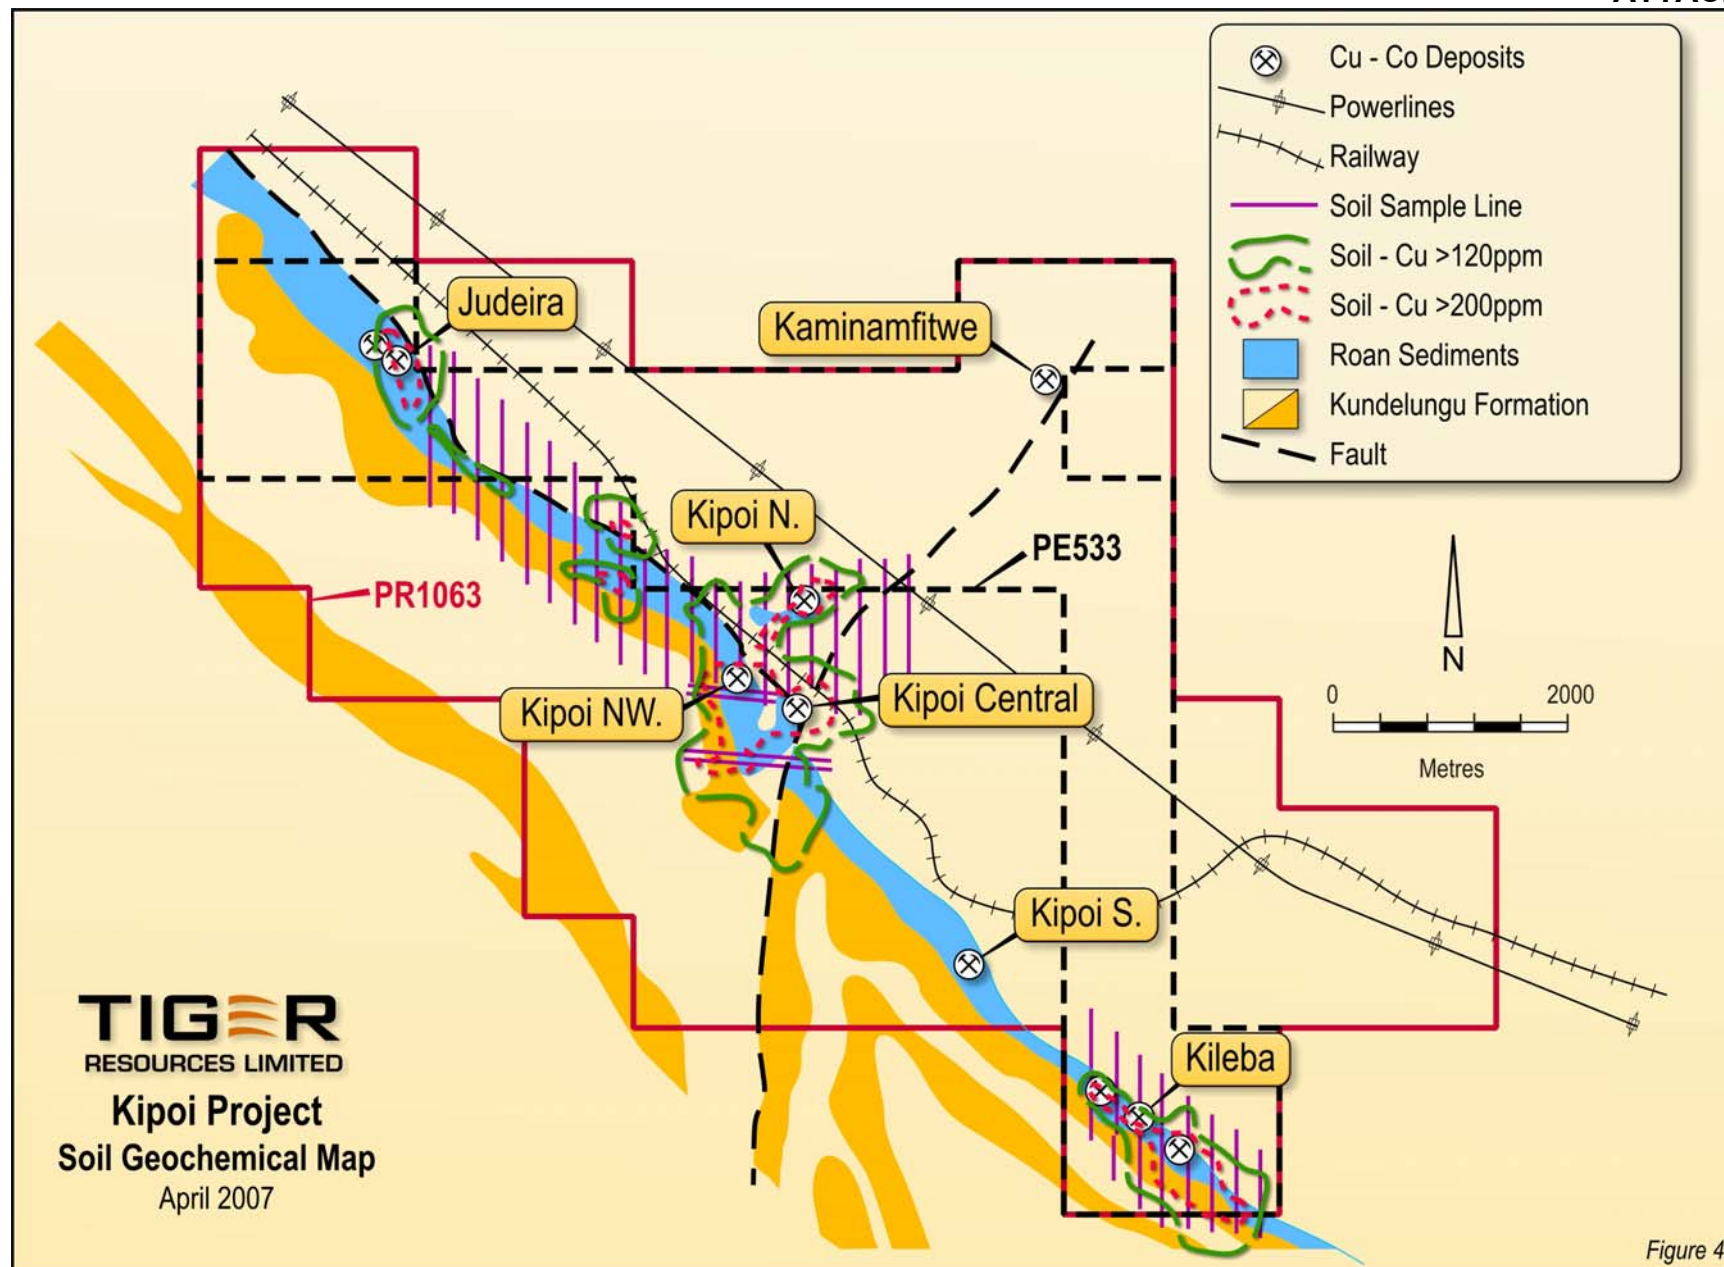 Cu - Co Deposits
Powerlines
Railway
Soil Sample Line
Soil - Cu >120ppm
Soil - Cu >200ppm
Roan Sediments
Kundelungu Formation
Fault
Judeira
Kaminamfitwe
Kipoi N.
PE533
PR1063
N
Kipoi NW.
Kipoi Central
0 2000
Metres
Kipoi S.
Kileba
TIGER
RESOURCES LIMITED
Kipoi Project
Soil Geochemical Map
April 2007
Figure 4